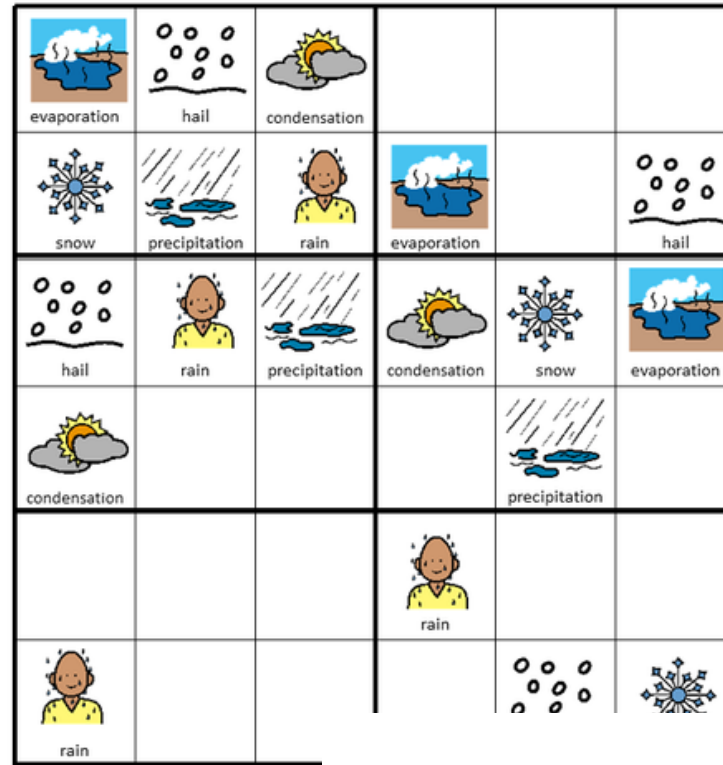 evaporation hail condensation
snow precipitation rain evaporation hail
hail rain precipitation condensation snow evaporation
condensation precipitation
rain
rain